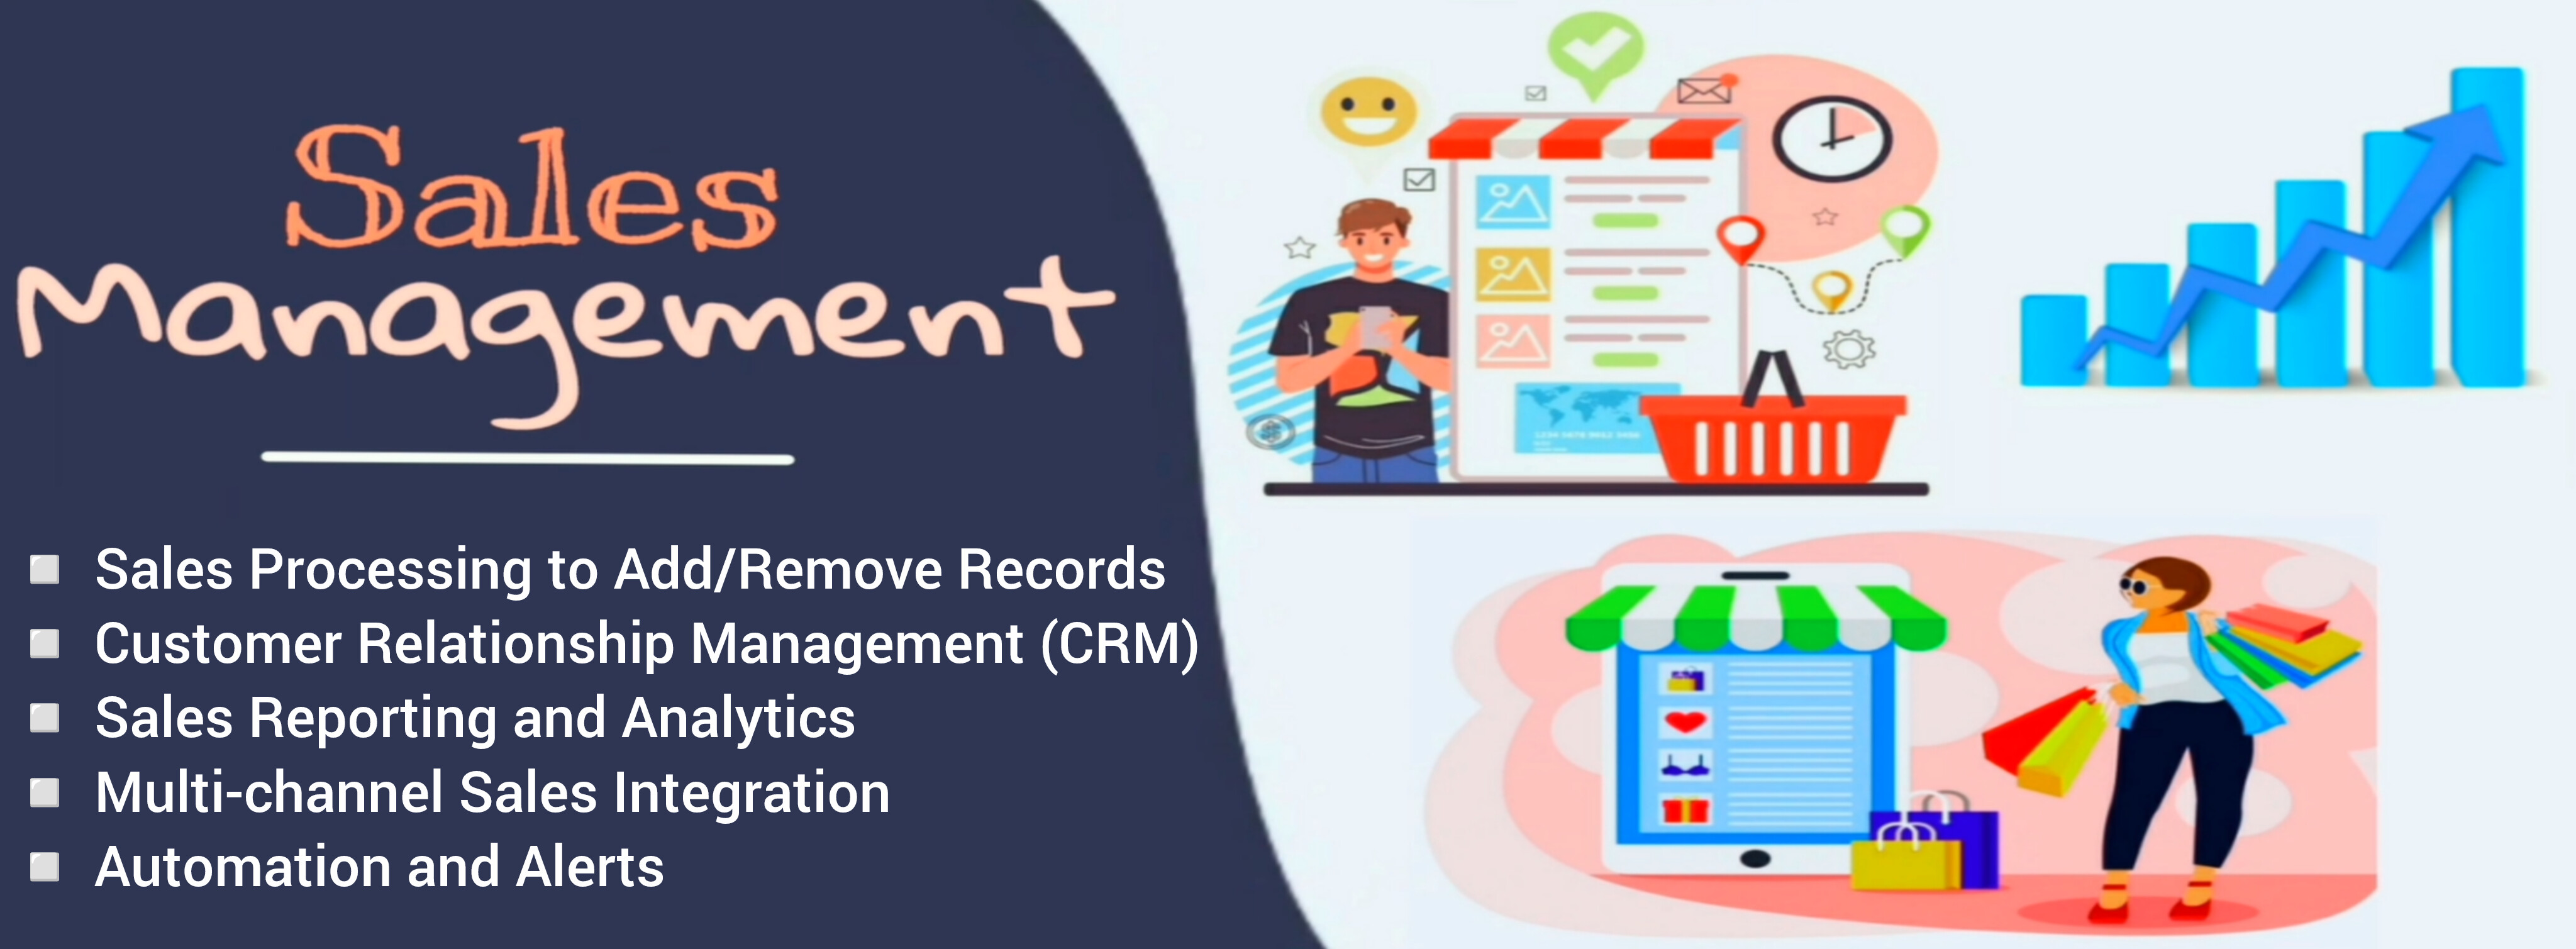 Sales
Management
Sales Processing to Add/Remove Records
Customer Relationship Management (CRM)
Sales Reporting and Analytics
Multi-channel Sales Integration
Automation and Alerts